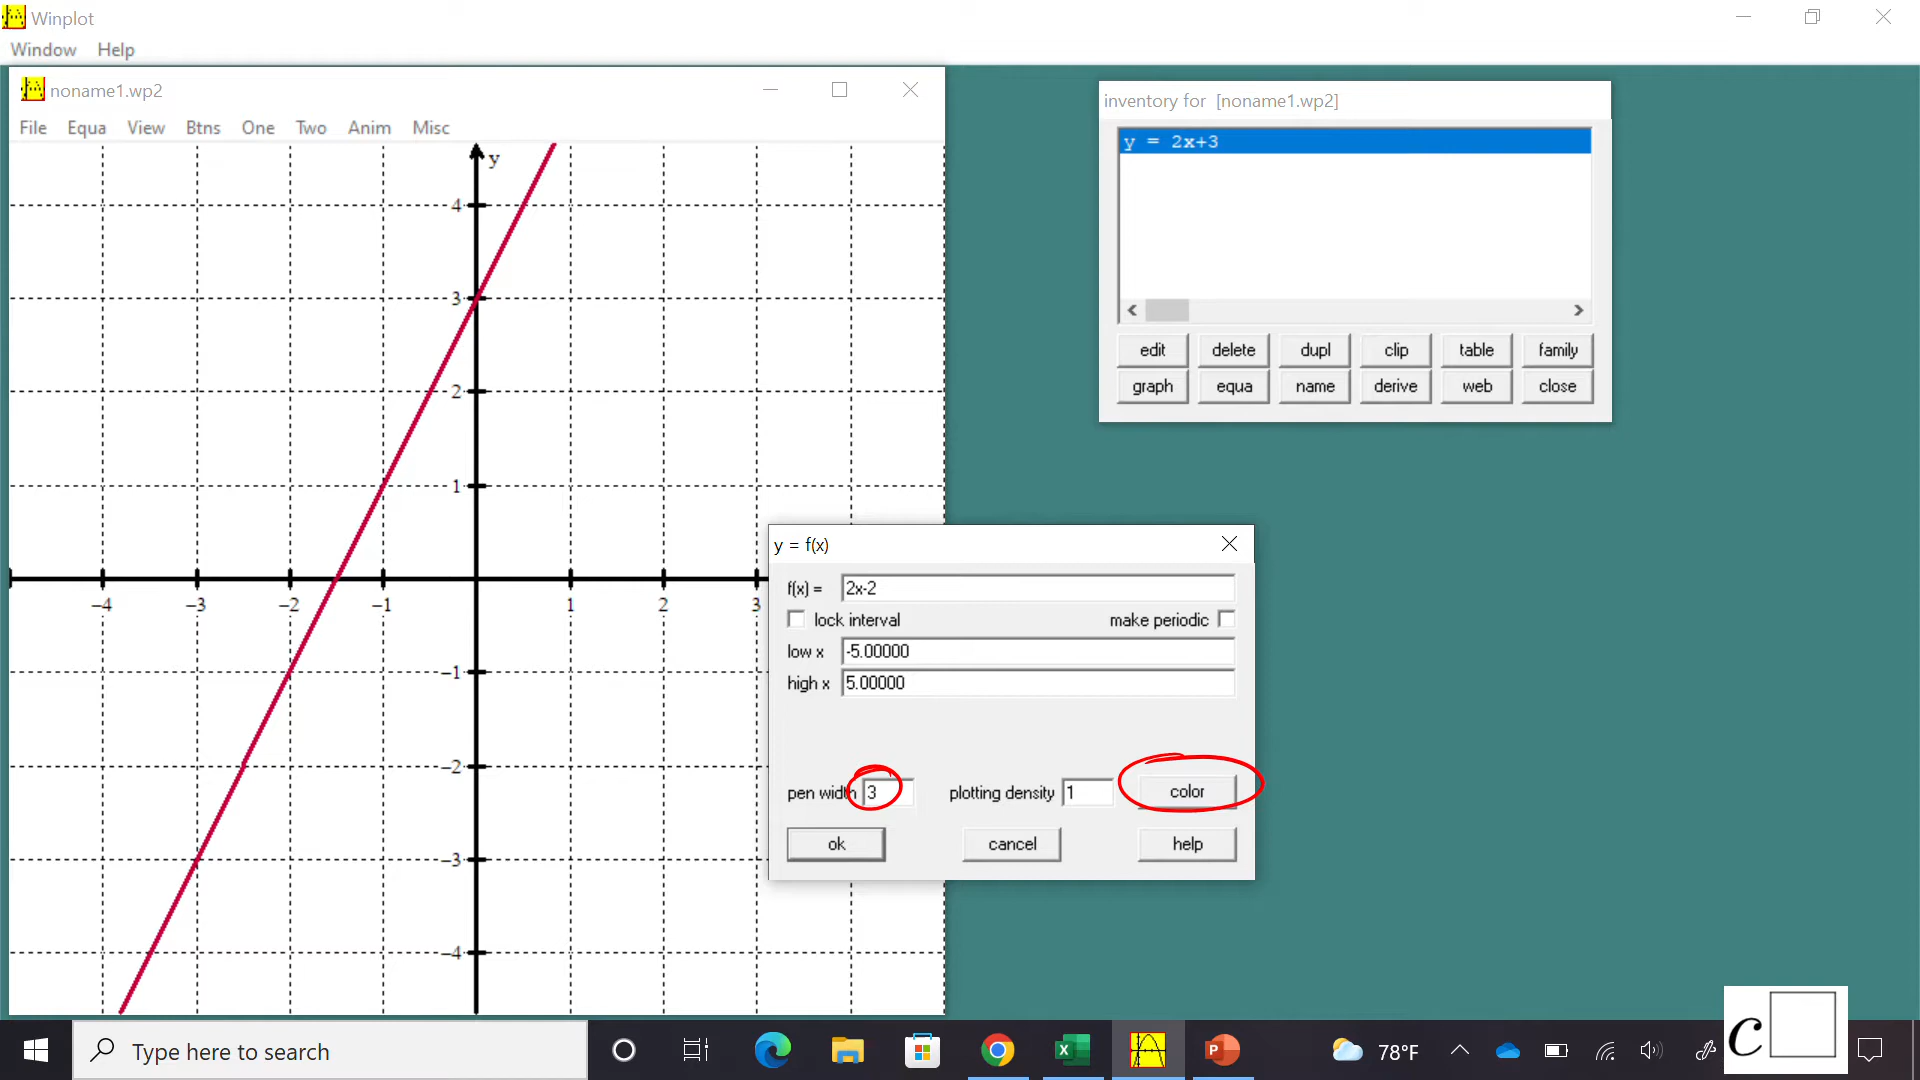 Winplot
Window Help
noname1.wp2
File Equa View Btns One Two Anim Misc
y
4
3
2
1
−4 −3 −2 −1 1 2 3
−1
−2
−3
−4
inventory for [noname1.wp2]
y = 2x+3
edit delete dupl clip table family
graph equa name derive web close
y = f(x)
f(x) = 2x-2
lock interval make periodic
low x -5.00000
high x 5.00000
pen width 3 plotting density 1 color
ok cancel help
Type here to search
78°F
C